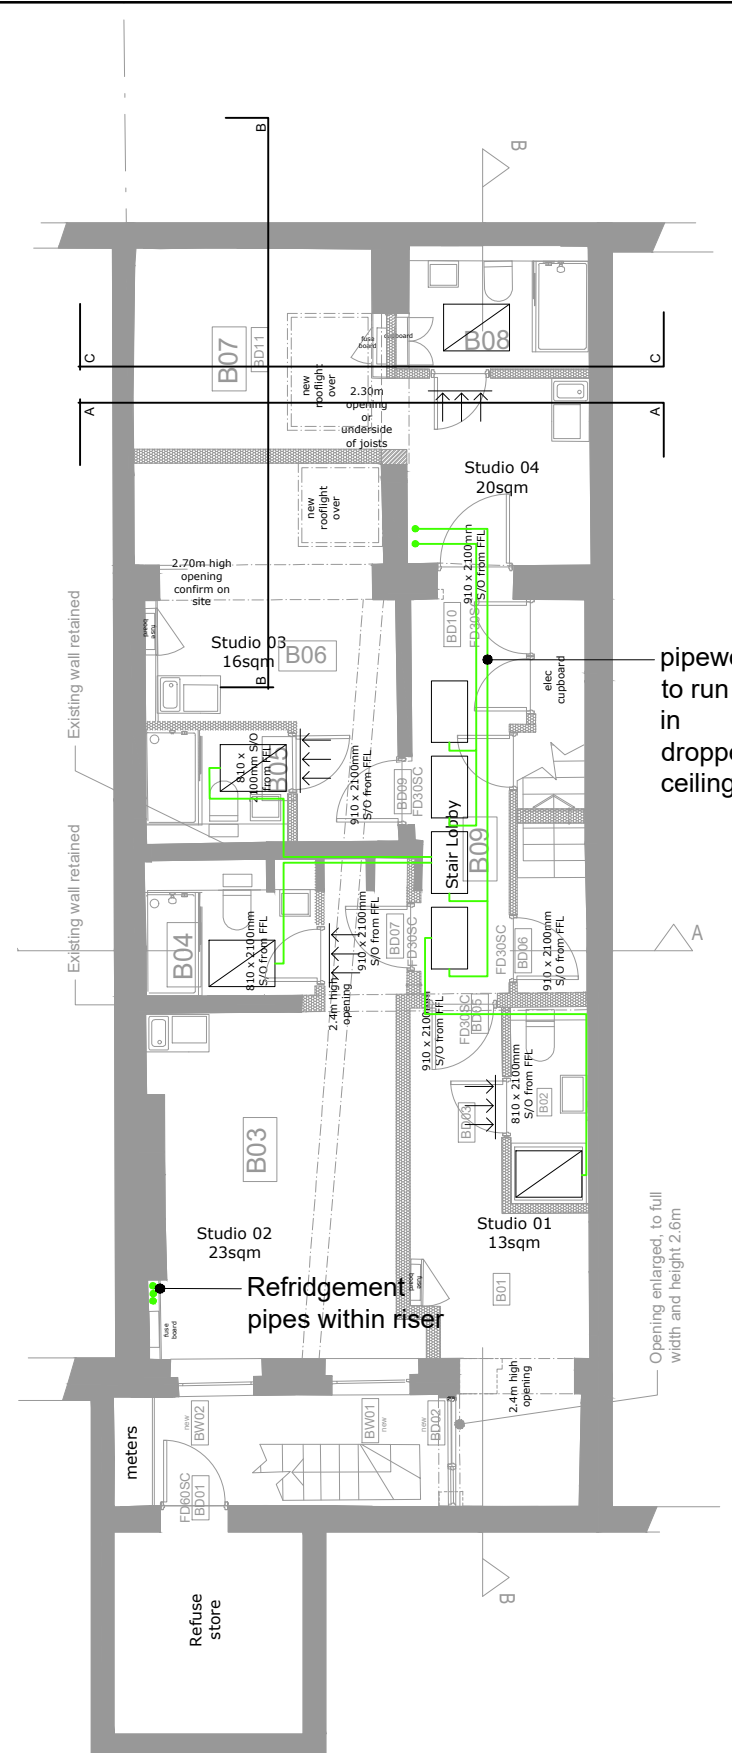 B
B
B07
BD11
new
rooflight
over
fuse
board
cupboard
B08
C
C
A
A
2.30m
opening
or
underside
of joists
Studio 04
20sqm
new
rooflight
over
2.70m high
opening
confirm on
site
910 x 2100mm
S/O from FFL
BD10
FD30SC
Existing wall retained
fuse
board
Studio 03
16sqm
B06
B
elec
cupboard
pipewo
to run
in
droppe
ceiling
810 x
2100mm S/O
from FFL
B05
910 x 2100mm
S/O from FFL
BD09
FD30SC
Stair Lobby
B09
Existing wall retained
B04
810 x 2100mm
S/O from FFL
910 x 2100mm
S/O from FFL
BD07
FD30SC
FD30SC
BD06
910 x 2100mm
S/O from FFL
A
2.4m high
opening
910 x 2100mm
S/O from FFL
FD30SC
BD05
810 x 2100mm
S/O from FFL
BD03
B02
B03
Studio 02
23sqm
Studio 01
13sqm
Refridgement
pipes within riser
fuse
board
fuse
board
B01
Opening enlarged, to full
width and height 2.6m
2.4m high
opening
meters
new
BW02
BW01
new
new
BD02
FD60SC
BD01
B
Refuse
store